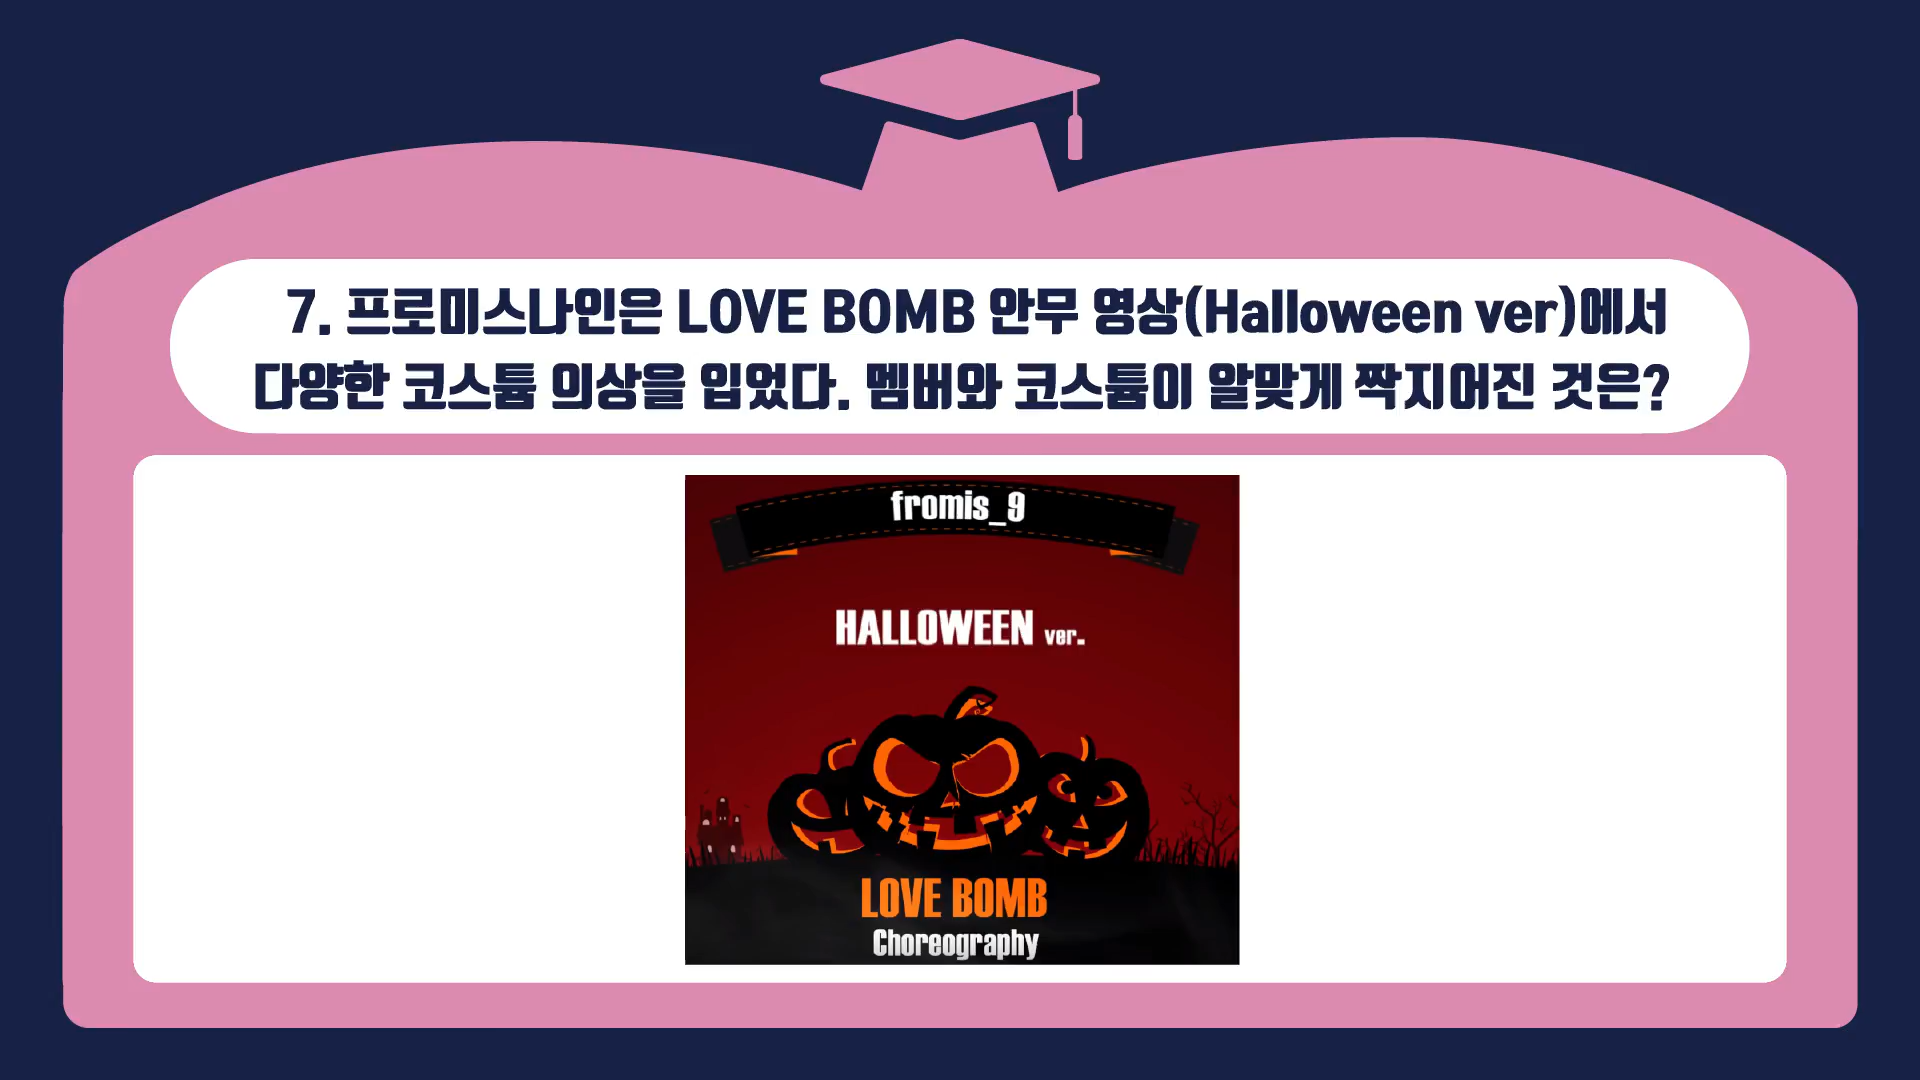 7. 프로미스나인은 LOVE BOMB 안무 영상(Halloween ver)에서
다양한 코스튬 의상을 입었다. 멤버와 코스튬이 알맞게 짝지어진 것은?
fromis_9
HALLOWEEN ver.
LOVE BOMB
Choreography